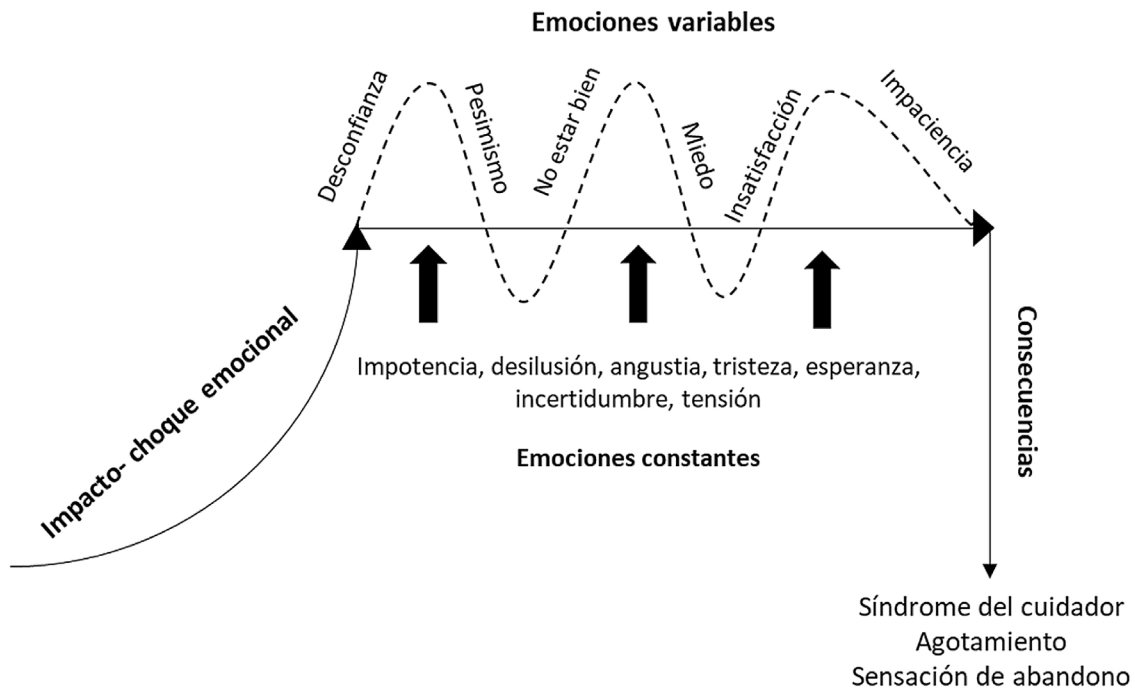 Emociones variables
Desconfianza
Pesimismo
No estar bien
Miedo
Insatisfacción
Impaciencia
Impacto- choque emocional
Impotencia, desilusión, angustia, tristeza, esperanza,
incertidumbre, tensión
Emociones constantes
Consecuencias
Síndrome del cuidador
Agotamiento
Sensación de abandono